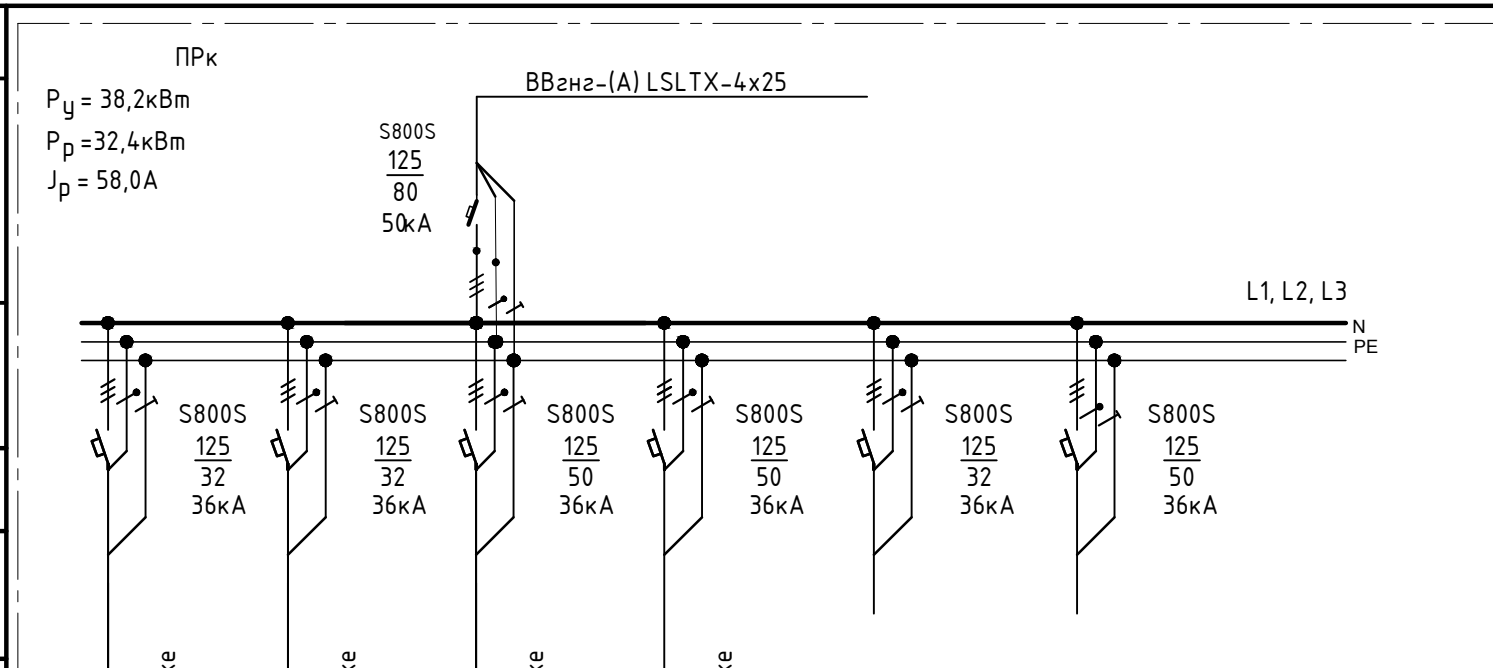 ПРк
Pу = 38,2кВт
Pр =32,4кВт
Jр = 58,0А
ВВгнг-(А) LSLTX-4x25
S800S
125
80
50кА
L1, L2, L3
N
PE
S800S
125
32
36кА
S800S
125
32
36кА
S800S
125
50
36кА
S800S
125
50
36кА
S800S
125
32
36кА
S800S
125
50
36кА